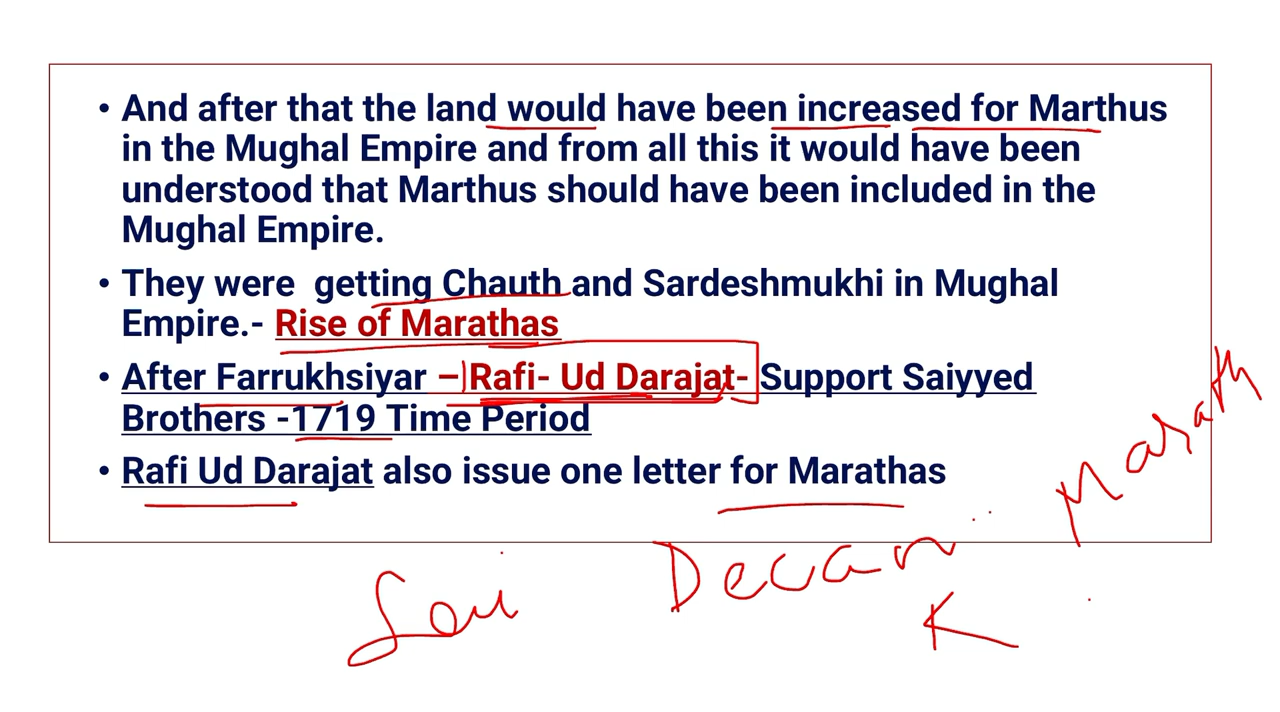 • And after that the land would have been increased for Marthus
in the Mughal Empire and from all this it would have been
understood that Marthus should have been included in the
Mughal Empire.
• They were getting Chauth and Sardeshmukhi in Mughal
Empire.- Rise of Marathas
• After Farrukhsiyar – Rafi- Ud Darajat- Support Saiyyed
Brothers -1719 Time Period
• Rafi Ud Darajat also issue one letter for Marathas
Marath
K